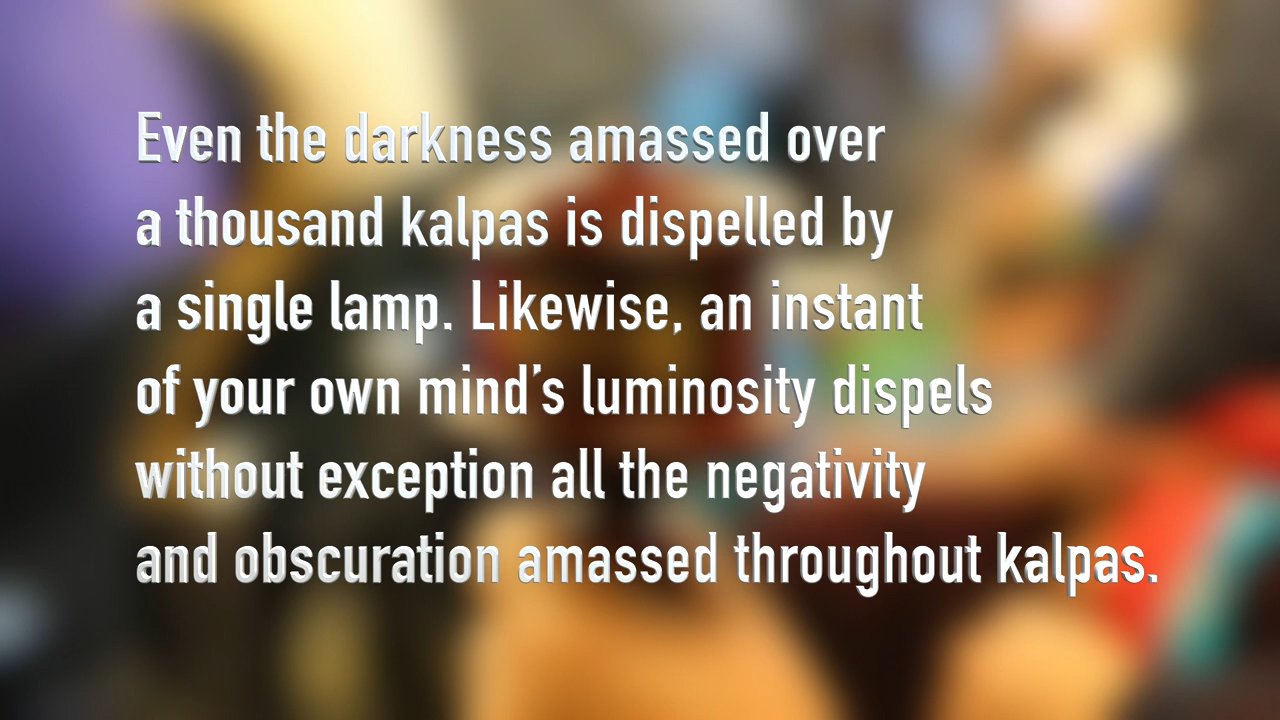 Even the darkness amassed over
a thousand kalpas is dispelled by
a single lamp. Likewise, an instant
of your own mind’s luminosity dispels
without exception all the negativity
and obscuration amassed throughout kalpas.